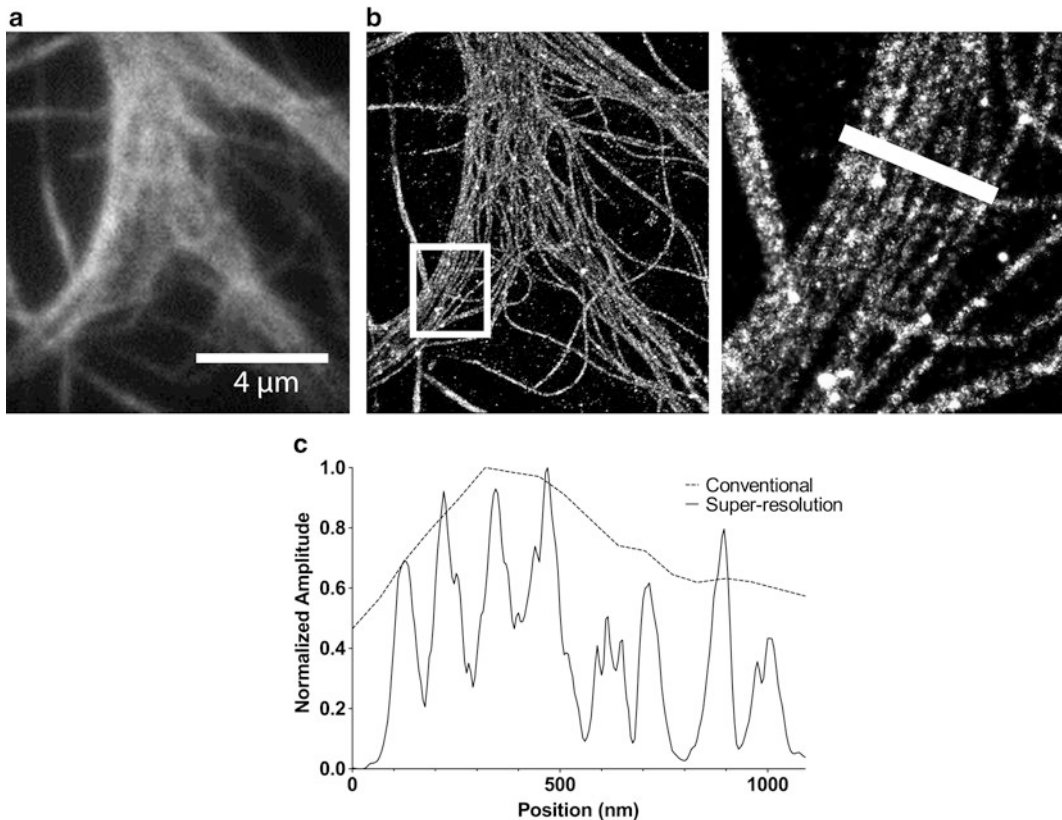 a
b
4 µm
c
Normalized Amplitude
1.0
0.8
0.6
0.4
0.2
0.0
Conventional
Super-resolution
0
500
1000
Position (nm)